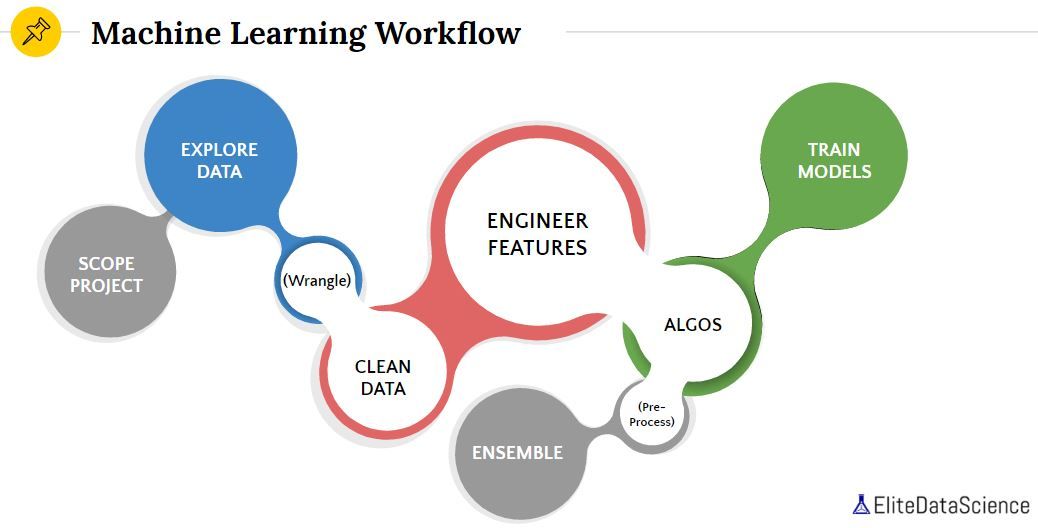 Machine Learning Workflow
EXPLORE
DATA
SCOPE
PROJECT
(Wrangle)
CLEAN
DATA
ENGINEER
FEATURES
ALGOS
TRAIN
MODELS
(Pre-
Process)
ENSEMBLE
EliteDataScience